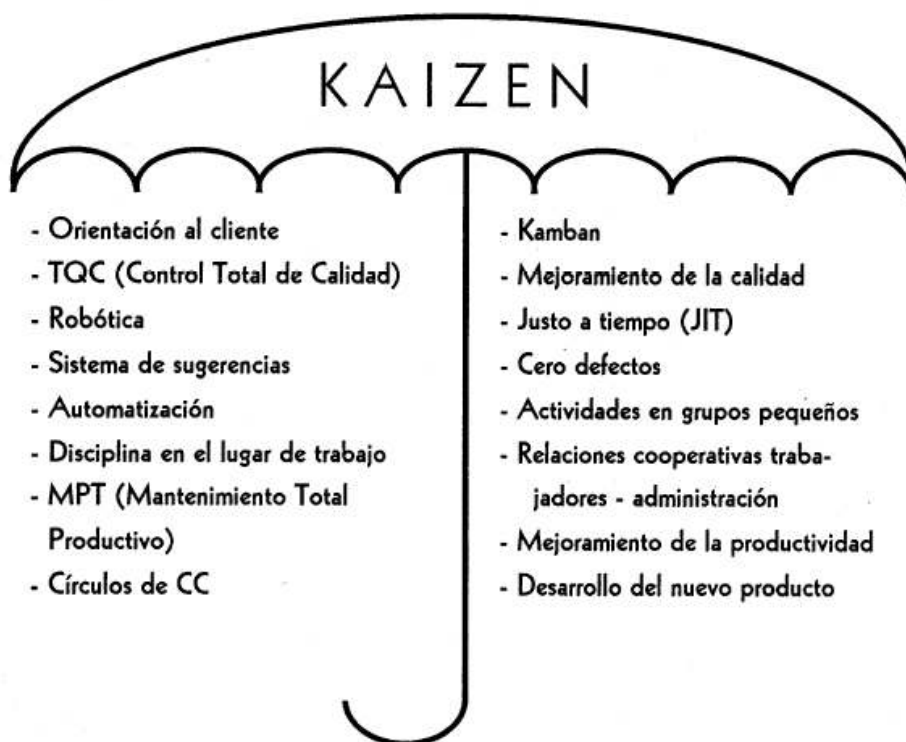 KAIZEN
- Orientación al cliente
- TQC (Control Total de Calidad)
- Robótica
- Sistema de sugerencias
- Automatización
- Disciplina en el lugar de trabajo
- MPT (Mantenimiento Total
Productivo)
- Círculos de CC
- Kamban
- Mejoramiento de la calidad
- Justo a tiempo (JIT)
- Cero defectos
- Actividades en grupos pequeños
- Relaciones cooperativas traba-
jadores - administración
- Mejoramiento de la productividad
- Desarrollo del nuevo producto